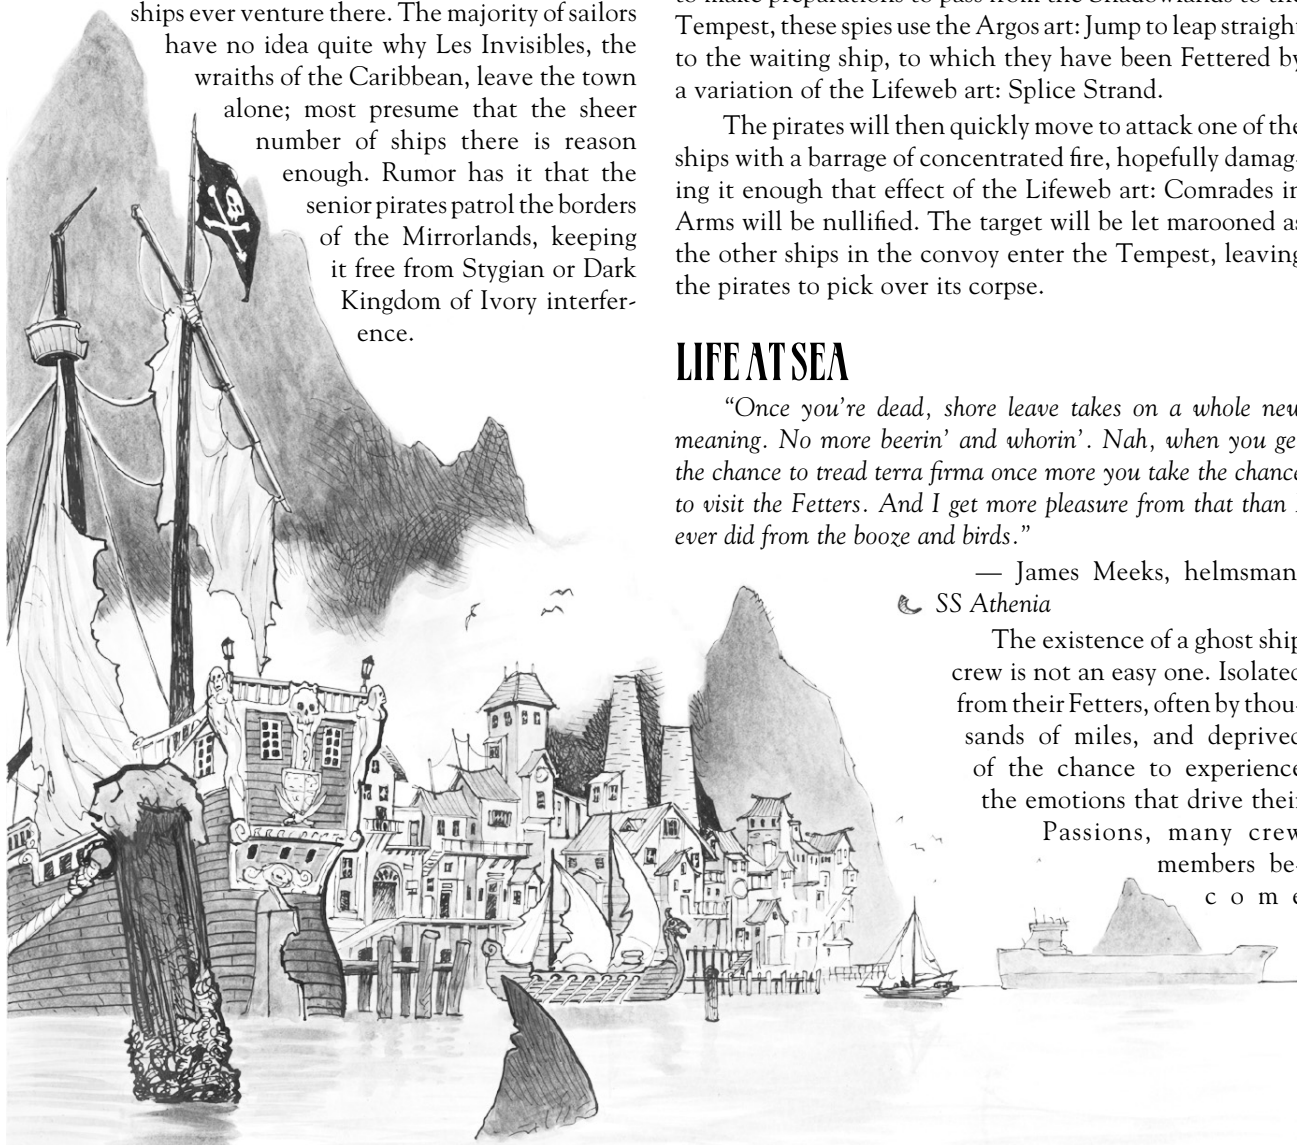 ships ever venture there. The majority of sailors
have no idea quite why Les Invisibles, the
wraiths of the Caribbean, leave the town
alone; most presume that the sheer
number of ships there is reason
enough. Rumor has it that the
senior pirates patrol the borders
of the Mirrorlands, keeping
it free from Stygian or Dark
Kingdom of Ivory interfer-
ence.
Tempest, these spies use the Argos art: Jump to leap straight
to the waiting ship, to which they have been Fettered by
a variation of the Lifeweb art: Splice Strand.
The pirates will then quickly move to attack one of the
ships with a barrage of concentrated fire, hopefully damag-
ing it enough that effect of the Lifeweb art: Comrades in
Arms will be nullified. The target will be let marooned as
the other ships in the convoy enter the Tempest, leaving
the pirates to pick over its corpse.
LIFE AT SEA
“Once you’re dead, shore leave takes on a whole new
meaning. No more beerin’ and whorin’. Nah, when you ge
the chance to tread terra firma once more you take the chance
to visit the Fetters. And I get more pleasure from that than
ever did from the booze and birds.”
— James Meeks, helmsman,
SS Athenia
The existence of a ghost ship
crew is not an easy one. Isolated
from their Fetters, often by thou-
sands of miles, and deprived
of the chance to experience
the emotions that drive their
Passions, many crew
members be-
come